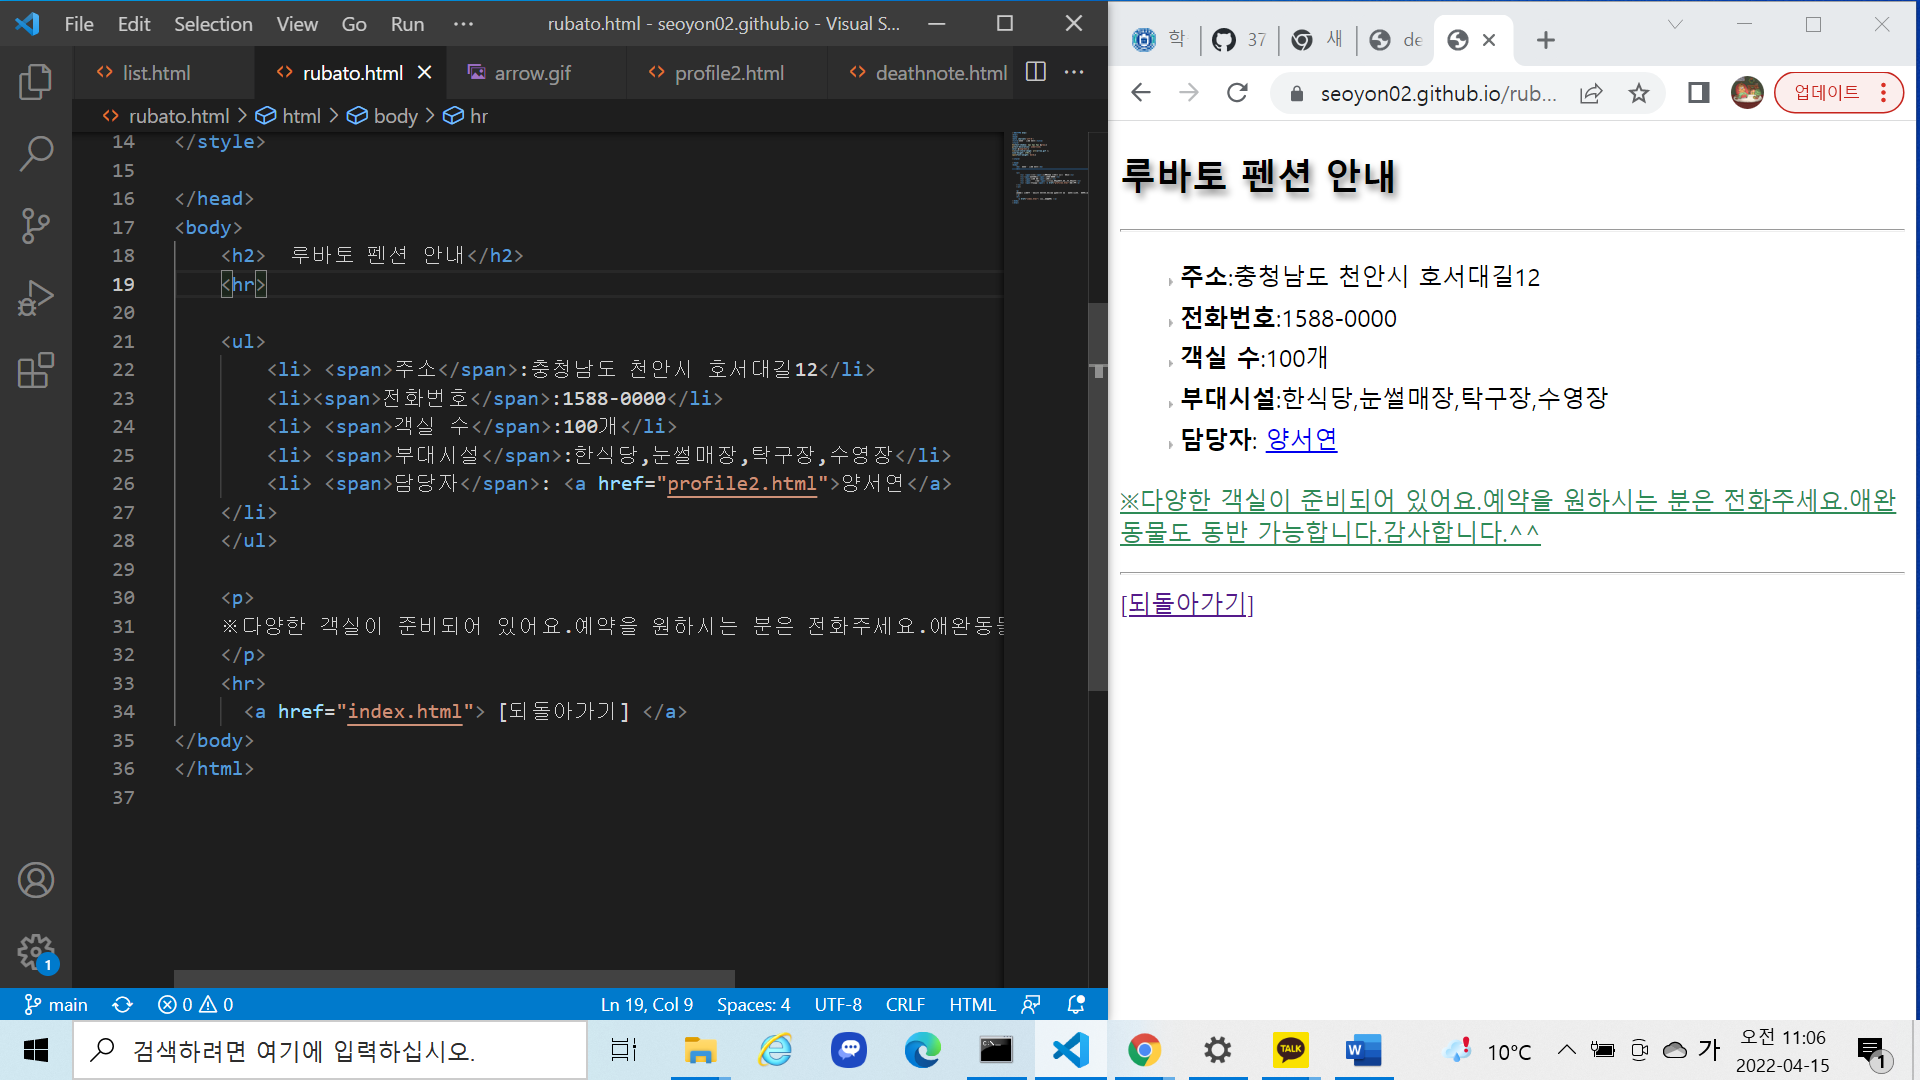 File Edit Selection View Go Run ··· rubato.html - seoyon02.github.io - Visual S...
list.html rubato.html arrow.gif profile2.html deathnote.html ···
<> rubato.html > html > body > hr
14 </style>
15
16 </head>
17 <body>
18 <h2> 루바토 펜션 안내</h2>
19 <hr>
20
21 <ul>
22 <li> <span>주소</span>:충청남도 천안시 호서대길12</li>
23 <li><span>전화번호</span>:1588-0000</li>
24 <li> <span>객실 수</span>:100개</li>
25 <li> <span>부대시설</span>:한식당,눈썰매장,탁구장,수영장</li>
26 <li> <span>담당자</span>: <a href="profile2.html">양서연</a>
27 </li>
28 </ul>
29
30 <p>
31 ※다양한 객실이 준비되어 있어요.예약을 원하시는 분은 전화주세요.애완동
32 </p>
33 <hr>
34 <a href="index.html"> [되돌아가기] </a>
35 </body>
36 </html>
37
1
main 0 0 Ln 19, Col 9 Spaces: 4 UTF-8 CRLF HTML
학 37 새 de
seoyon02.github.io/rub... 업데이트
루바토 펜션 안내
주소:충청남도 천안시 호서대길12
전화번호:1588-0000
객실 수:100개
부대시설:한식당,눈썰매장,탁구장,수영장
담당자: 양서연
※다양한 객실이 준비되어 있어요.예약을 원하시는 분은 전화주세요.애완
동물도 동반 가능합니다.감사합니다.^^
[되돌아가기]
검색하려면 여기에 입력하십시오.
TALK
W
10°C
가
오전 11:06
2022-04-15
1